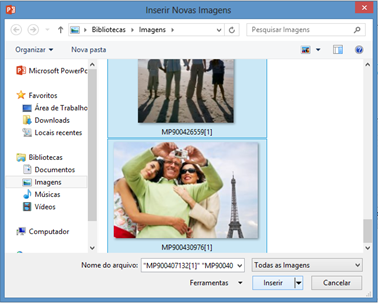 Inserir Novas Imagens
Bibliotecas
Imagens
Pesquisar Imagens
Organizar
Nova pasta
Microsoft PowerPo
Favoritos
Área de Trabalho
Downloads
Locais recentes
Bibliotecas
Documentos
Imagens
Músicas
Vídeos
Computador
MP900426559[1]
MP900430976[1]
Nome do arquivo:
"MP900407132[1]" "MP90040
Todas as Imagens
Ferramentas
Inserir
Cancelar